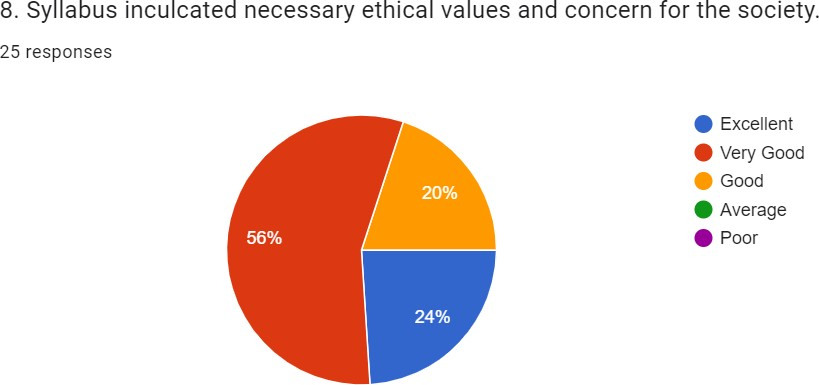 8. Syllabus inculcated necessary ethical values and concern for the society.
25 responses
Excellent
Very Good
Good
Average
Poor
20%
56%
24%